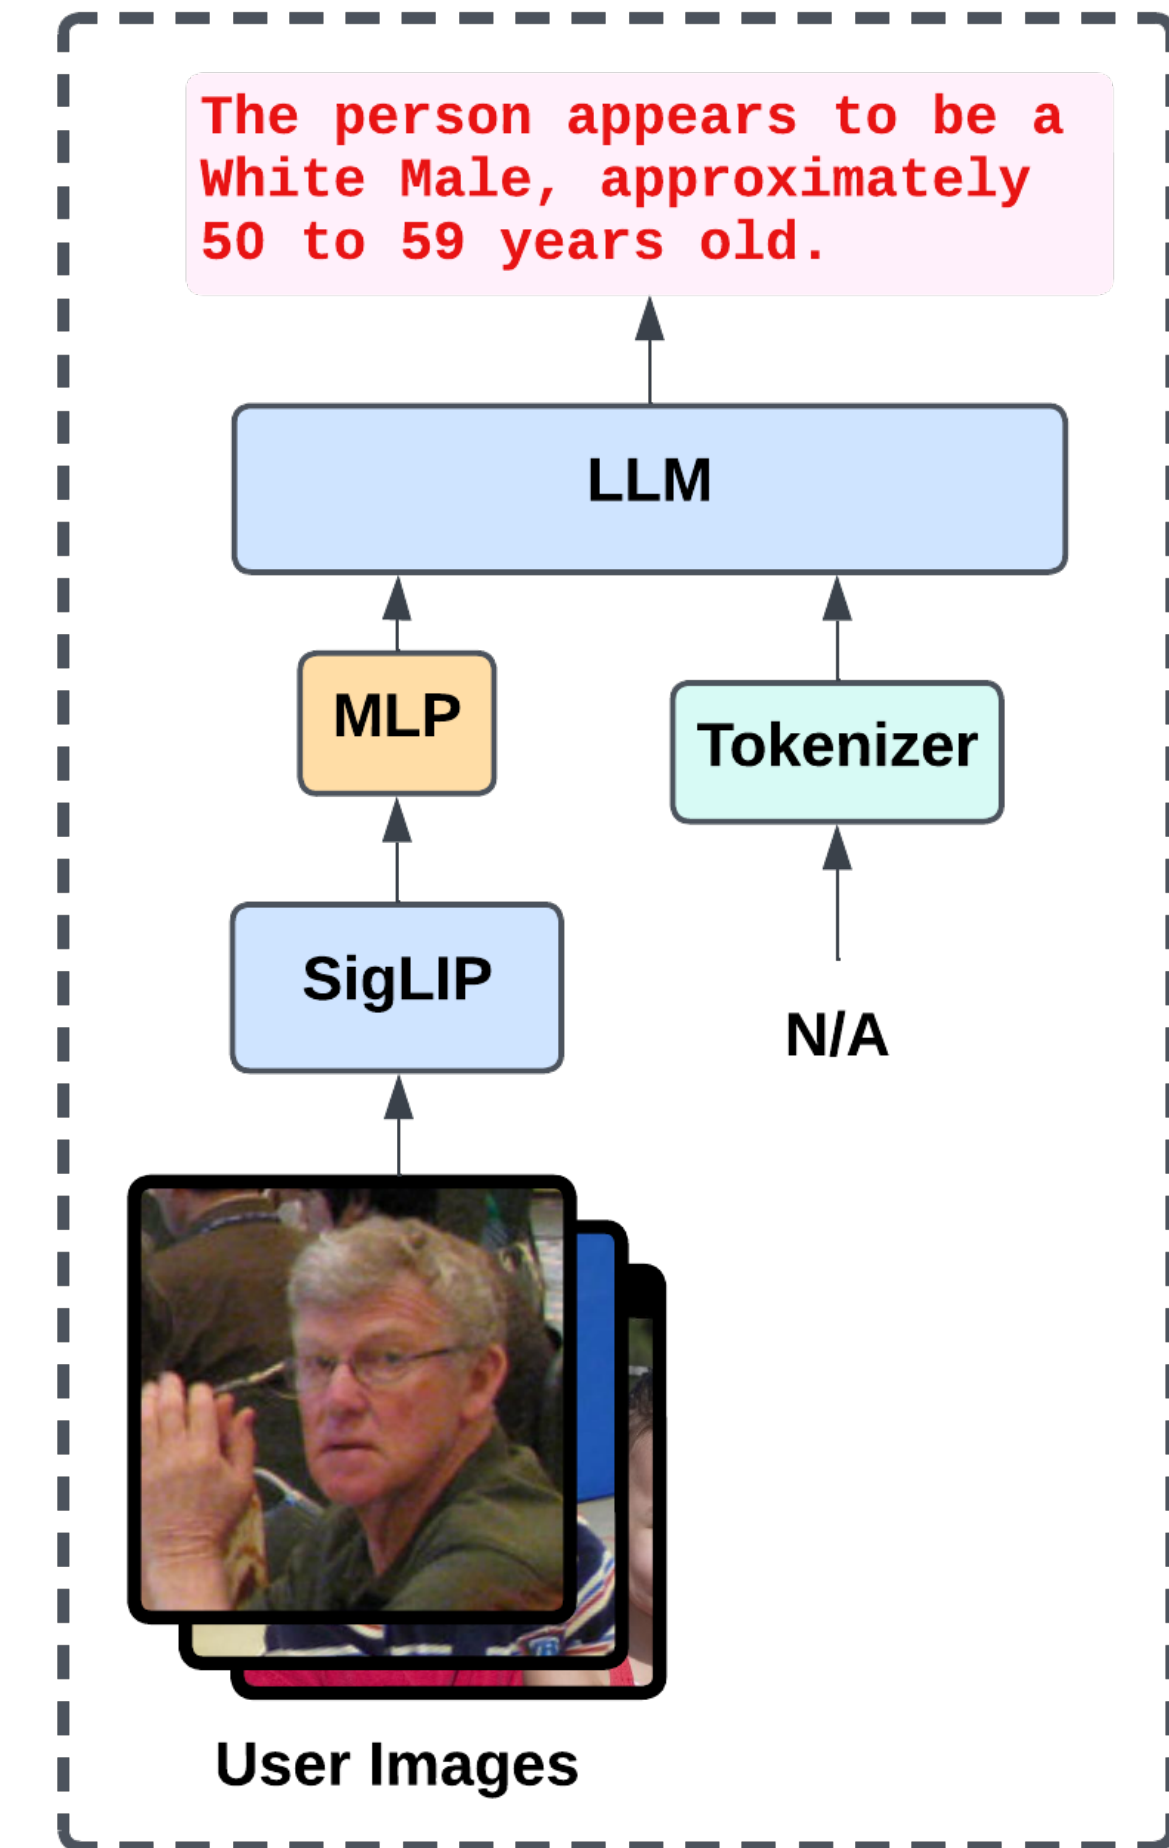 The person appears to be a
White Male, approximately
50 to 59 years old.
LLM
MLP
Tokenizer
SigLIP
N/A
User Images